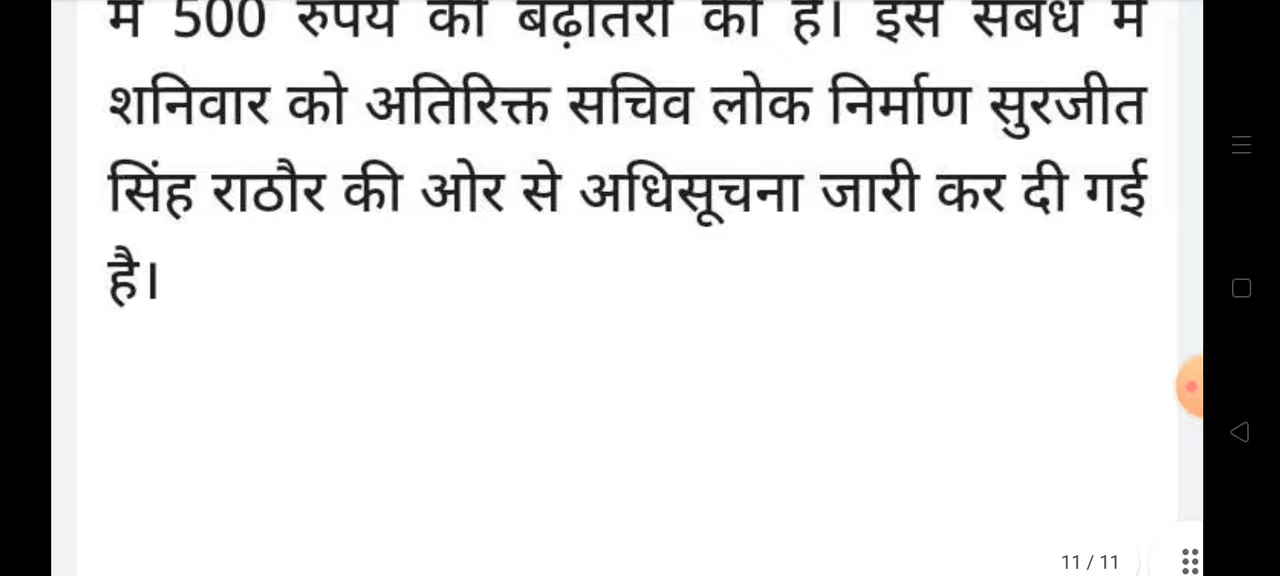 में 500 रुपये की बढ़ोतरी की है। इस संबंध में
शनिवार को अतिरिक्त सचिव लोक निर्माण सुरजीत
सिंह राठौर की ओर से अधिसूचना जारी कर दी गई
है।
11 / 11